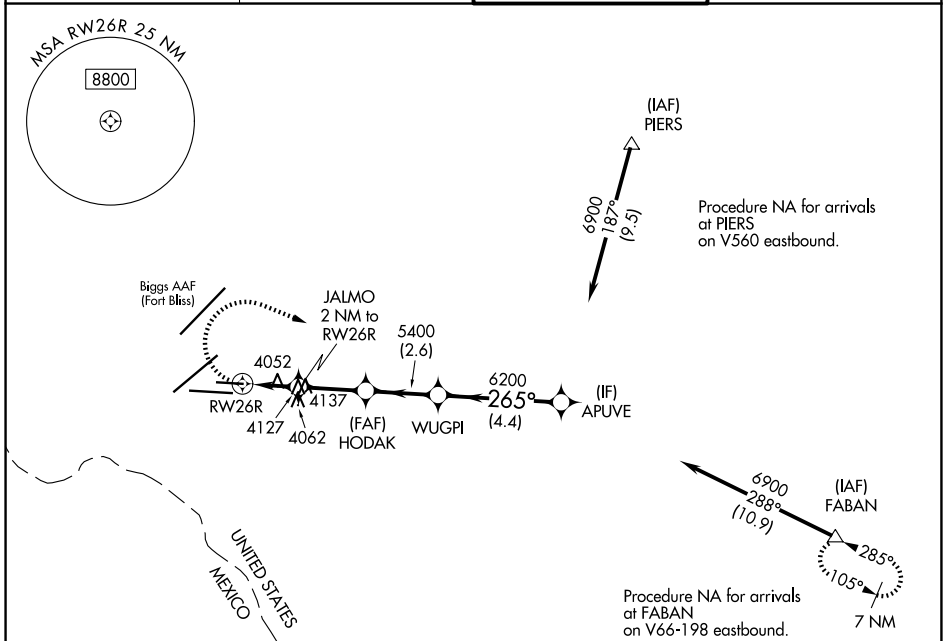 MSA RW26R 25 NM
8800
(IAF)
PIERS
6900
187°
(9.5)
Procedure NA for arrivals
at PIERS
on V560 eastbound.
Biggs AAF
(Fort Bliss)
JALMO
2 NM to
RW26R
5400
(2.6)
4052
6200
265°
(4.4)
(IF)
APUVE
RW26R
4137
4127
4062
(FAF)
HODAK
WUGPI
6900
288°
(10.9)
(IAF)
FABAN
285°
105°
7 NM
UNITED STATES
MEXICO
Procedure NA for arrivals
at FABAN
on V66-198 eastbound.